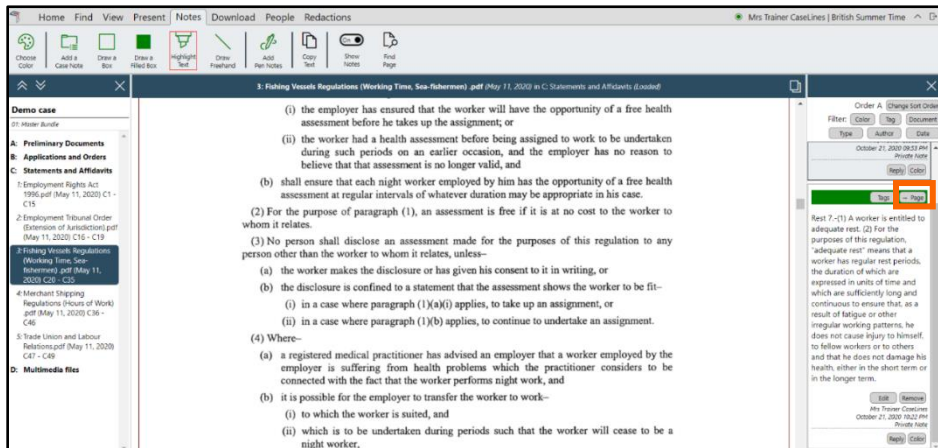 Home Find View Present Notes Download People Redactions
Mrs Trainer CaseLines | British Summer Time
Choose
Color
Add a
Case Note
Draw a
Box
Draw a
Filled Box
Highlight
Text
Draw
Freehand
Add
Pen Notes
Copy
Text
On
Show
Notes
Find
Page
3: Fishing Vessels Regulations (Working Time, Sea-fishermen) .pdf (May 11, 2020) in C: Statements and Affidavits (Loaded)
Demo case
01: Master Bundle
A: Preliminary Documents
B: Applications and Orders
C: Statements and Affidavits
1: Employment Rights Act
1996.pdf (May 11, 2020) C1 -
C15
2: Employment Tribunal Order
(Extension of Jurisdiction).pdf
(May 11, 2020) C16 - C19
3: Fishing Vessels Regulations
(Working Time, Sea-
fishermen) .pdf (May 11,
2020) C20 - C35
4: Merchant Shipping
Regulations (Hours of Work)
.pdf (May 11, 2020) C36 -
C46
5: Trade Union and Labour
Relations.pdf (May 11, 2020)
C47 - C49
D: Multimedia files
(i) the employer has ensured that the worker will have the opportunity of a free health
assessment before he takes up the assignment; or
(ii) the worker had a health assessment before being assigned to work to be undertaken
during such periods on an earlier occasion, and the employer has no reason to
believe that that assessment is no longer valid, and
(b) shall ensure that each night worker employed by him has the opportunity of a free health
assessment at regular intervals of whatever duration may be appropriate in his case.
(2) For the purpose of paragraph (1), an assessment is free if it is at no cost to the worker to
whom it relates.
(3) No person shall disclose an assessment made for the purposes of this regulation to any
person other than the worker to whom it relates, unless–
(a) the worker makes the disclosure or has given his consent to it in writing, or
(b) the disclosure is confined to a statement that the assessment shows the worker to be fit–
(i) in a case where paragraph (1)(a)(i) applies, to take up an assignment, or
(ii) in a case where paragraph (1)(b) applies, to continue to undertake an assignment.
(4) Where–
(a) a registered medical practitioner has advised an employer that a worker employed by the
employer is suffering from health problems which the practitioner considers to be
connected with the fact that the worker performs night work, and
(b) it is possible for the employer to transfer the worker to work–
(i) to which the worker is suited, and
(ii) which is to be undertaken during periods such that the worker will cease to be a
night worker,
Order A Change Sort Order
Filter: Color Tag Document
Type Author Date
October 21, 2020 09:55 PM
Private Note
Reply Color
Tags → Page
Rest 7.-(1) A worker is entitled to
adequate rest. (2) For the
purposes of this regulation,
"adequate rest" means that a
worker has regular rest periods,
the duration of which are
expressed in units of time and
which are sufficiently long and
continuous to ensure that, as a
result of fatigue or other
irregular working patterns, he
does not cause injury to himself,
to fellow workers or to others
and that he does not damage his
health, either in the short term or
in the longer term.
Edit Remove
Mrs Trainer CaseLines
October 21, 2020 10:22 PM
Private Note
Reply Color